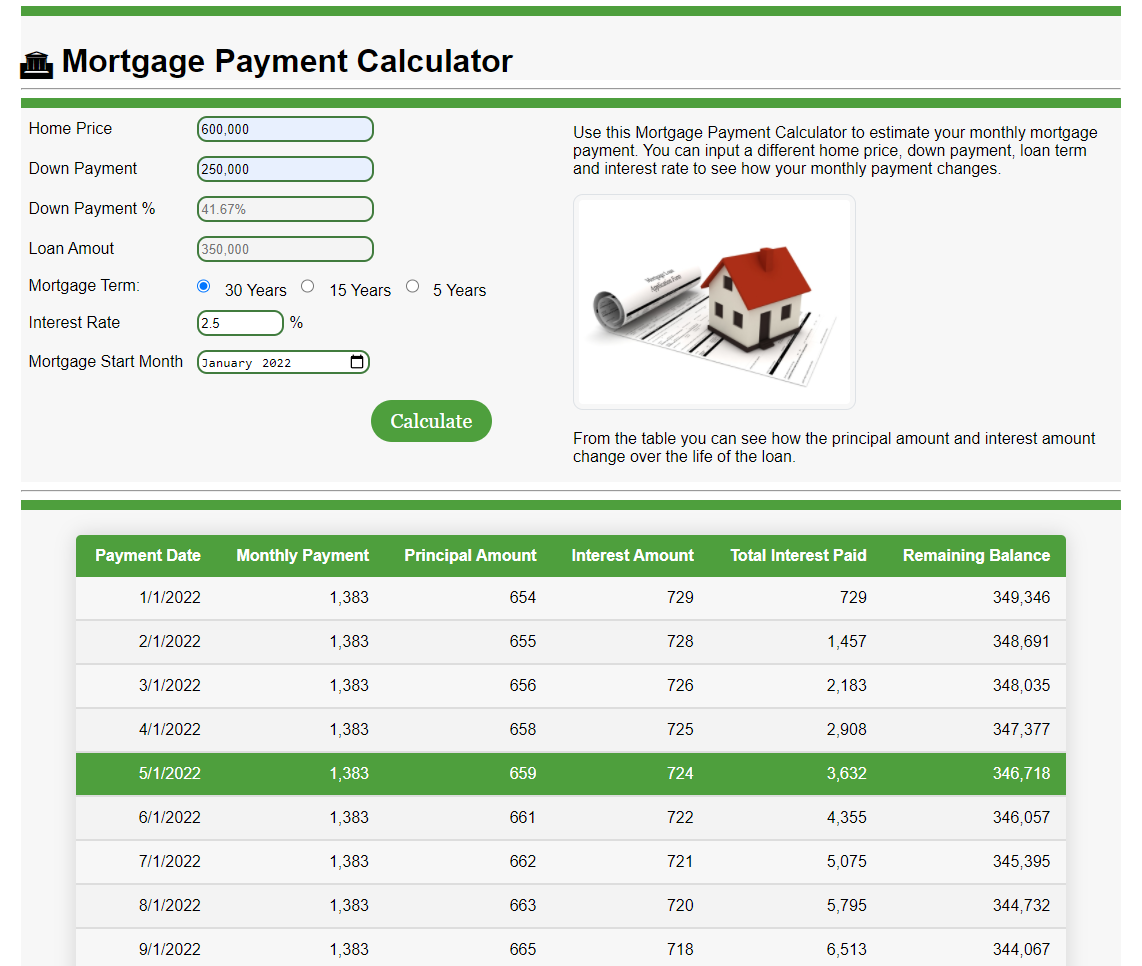 Mortgage Payment Calculator
Home Price 600,000
Down Payment 250,000
Down Payment % 41.67%
Loan Amout 350,000
Mortgage Term: 30 Years 15 Years 5 Years
Interest Rate 2.5 %
Mortgage Start Month January 2022
Calculate
Use this Mortgage Payment Calculator to estimate your monthly mortgage
payment. You can input a different home price, down payment, loan term
and interest rate to see how your monthly payment changes.
Mortgage Loan
Application Form
From the table you can see how the principal amount and interest amount
change over the life of the loan.
Payment Date Monthly Payment Principal Amount Interest Amount Total Interest Paid Remaining Balance
1/1/2022 1,383 654 729 729 349,346
2/1/2022 1,383 655 728 1,457 348,691
3/1/2022 1,383 656 726 2,183 348,035
4/1/2022 1,383 658 725 2,908 347,377
5/1/2022 1,383 659 724 3,632 346,718
6/1/2022 1,383 661 722 4,355 346,057
7/1/2022 1,383 662 721 5,075 345,395
8/1/2022 1,383 663 720 5,795 344,732
9/1/2022 1,383 665 718 6,513 344,067